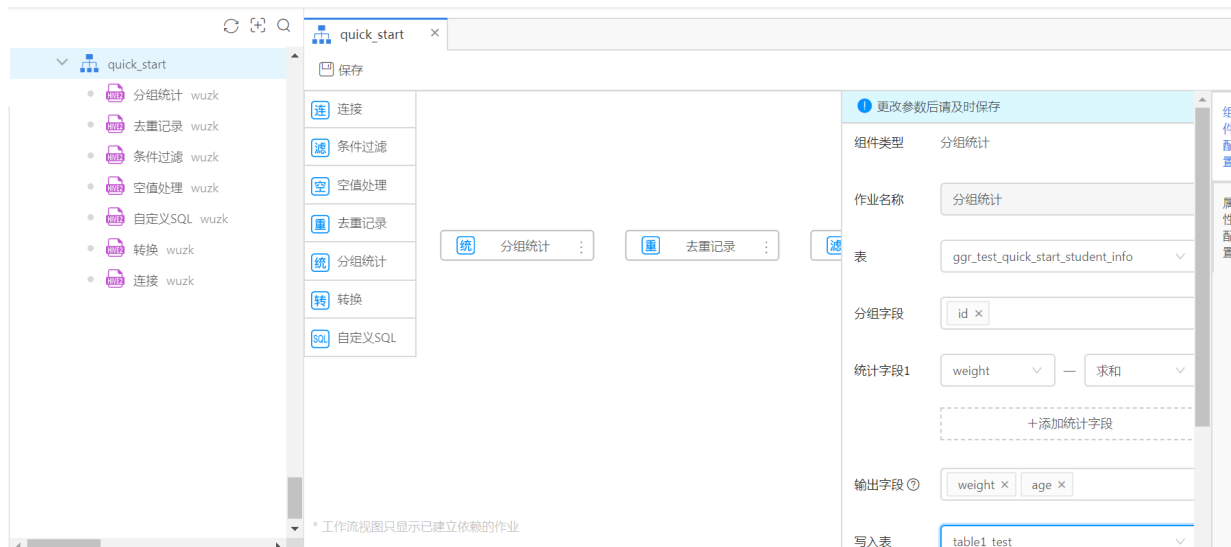 quick_start
保存
quick_start
分组统计 wuzk
去重记录 wuzk
条件过滤 wuzk
空值处理 wuzk
自定义SQL wuzk
转换 wuzk
连接 wuzk
连 连接
滤 条件过滤
空 空值处理
重 去重记录
统 分组统计
转 转换
SQL 自定义SQL
统 分组统计
重 去重记录
滤
* 工作流视图只显示已建立依赖的作业
更改参数后请及时保存
组件类型 分组统计
作业名称 分组统计
表 ggr_test_quick_start_student_info
分组字段 id ×
统计字段1 weight — 求和
+添加统计字段
输出字段 weight × age ×
写入表 table1_test
组件配置
属性配置